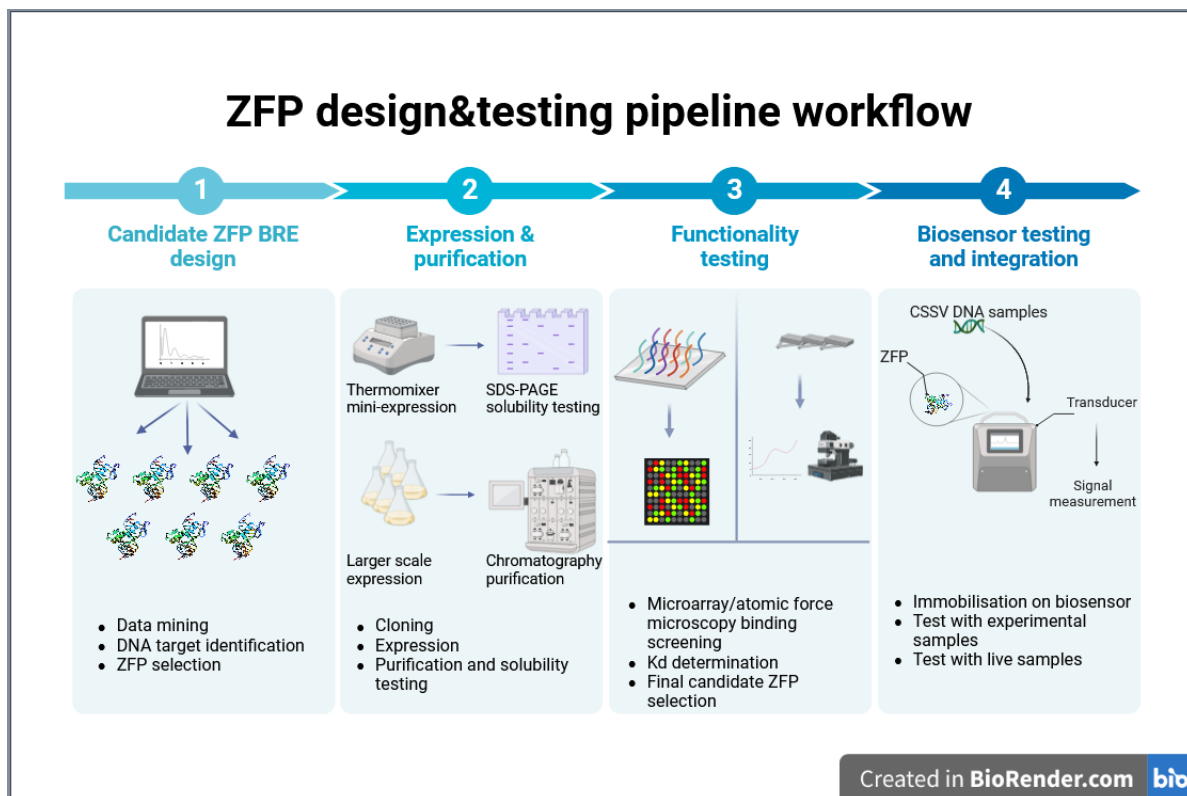 ZFP design&testing pipeline workflow
1
2
3
4
Candidate ZFP BRE
design
Expression &
purification
Functionality
testing
Biosensor testing
and integration
Thermomixer
mini-expression
SDS-PAGE
solubility testing
Larger scale
expression
Chromatography
purification
CSSV DNA samples
ZFP
Transducer
Signal
measurement
• Data mining
• DNA target identification
• ZFP selection
• Cloning
• Expression
• Purification and solubility
testing
• Microarray/atomic force
microscopy binding
screening
• Kd determination
• Final candidate ZFP
selection
• Immobilisation on biosensor
• Test with experimental
samples
• Test with live samples
Created in BioRender.com bio